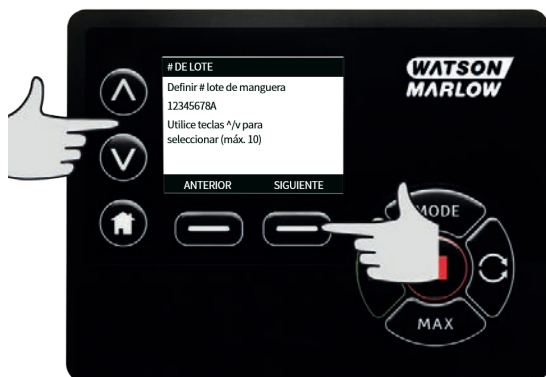 # DE LOTE
WATSON
MARLOW
Definir # lote de manguera
12345678A
Utilice teclas ^/v para
seleccionar (máx. 10)
ANTERIOR SIGUIENTE
MODE
MAX